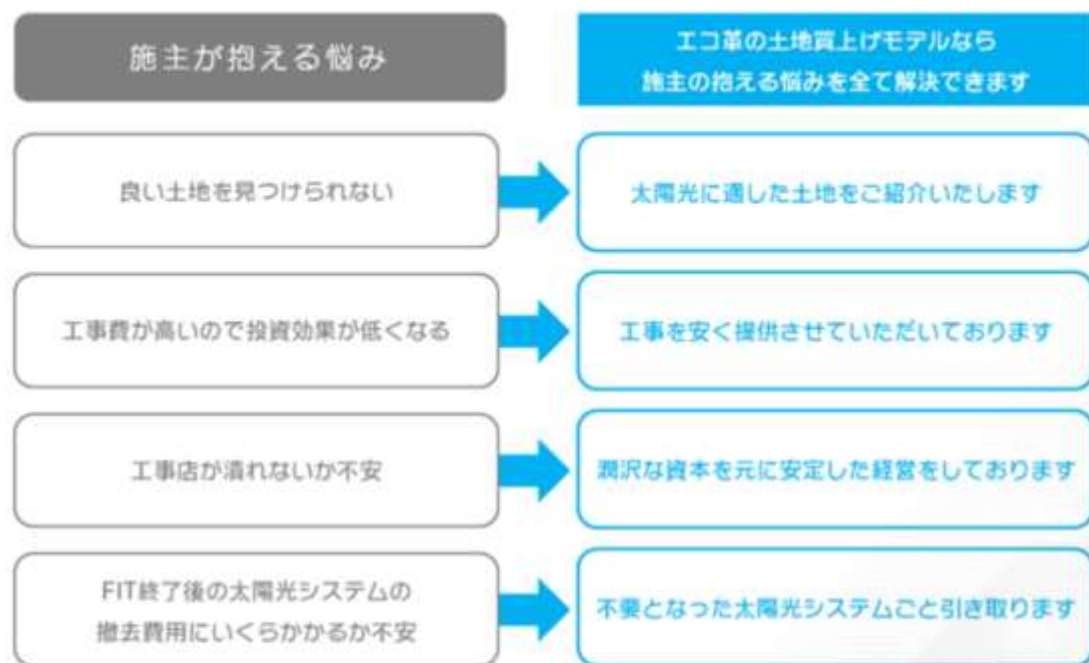 施主が抱える悩み
エコ革の土地買上げモデルなら
施主の抱える悩みを全て解決できます
良い土地を見つけられない
太陽光に適した土地をご紹介いたします
工事費が高いので投資効果が低くなる
工事を安く提供させていただいております
工事店が潰れないか不安
潤沢な資本を元に安定した経営をしております
FIT終了後の太陽光システムの
撤去費用にいくらかかるか不安
不要となった太陽光システムごと引き取ります